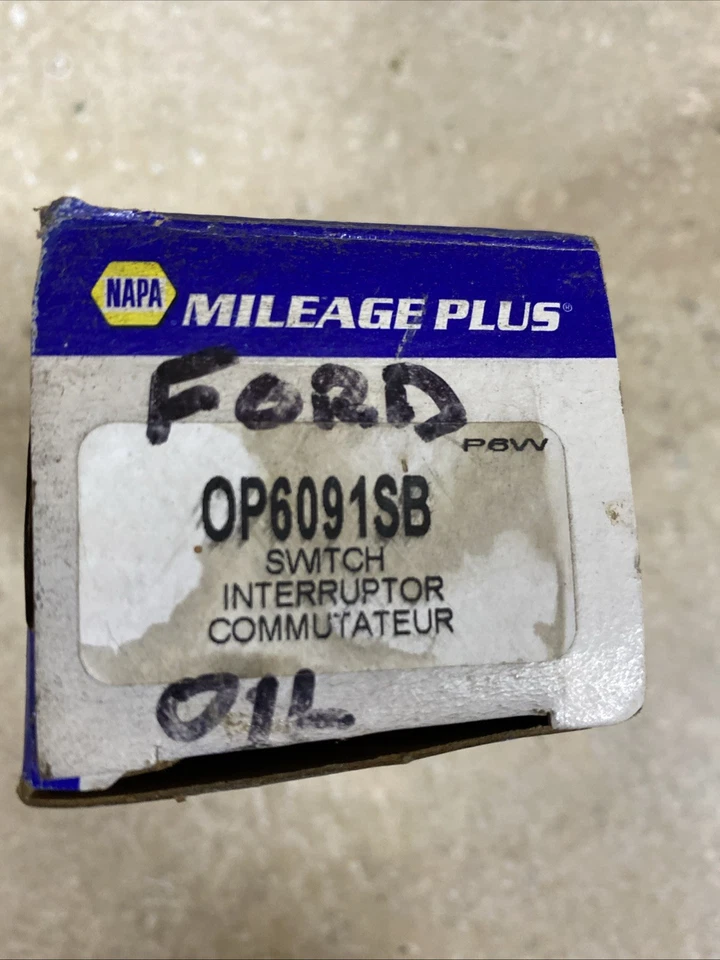 NAPA MILEAGE PLUS®
FORD
P6W
OP6091SB
SWITCH
INTERRUPTOR
COMMUTATEUR
OIL